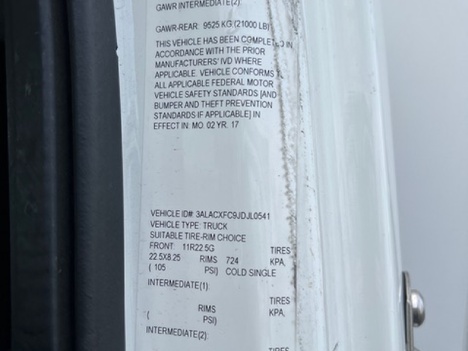 GAWR INTERMEDIATE(2):
GAWR-REAR: 9525 KG (21000 LB)
THIS VEHICLE HAS BEEN COMPLETED IN
ACCORDANCE WITH THE PRIOR
MANUFACTURERS' IVD WHERE
APPLICABLE. VEHICLE CONFORMS
ALL APPLICABLE FEDERAL MOTOR
VEHICLE SAFETY STANDARDS [AND
BUMPER AND THEFT PREVENTION
STANDARDS IF APPLICABLE] IN
EFFECT IN: MO. 02 YR. 17
VEHICLE ID#: 3ALACXFC9JDJL0541
VEHICLE TYPE: TRUCK
SUITABLE TIRE-RIM CHOICE
FRONT 11R22.5G TIRES
22.5X8.25 RIMS 724 KPA.
( 105 PSI) COLD SINGLE
INTERMEDIATE(1): TIRES
RIMS KPA.
( PSI)
INTERMEDIATE(2):
TIRES